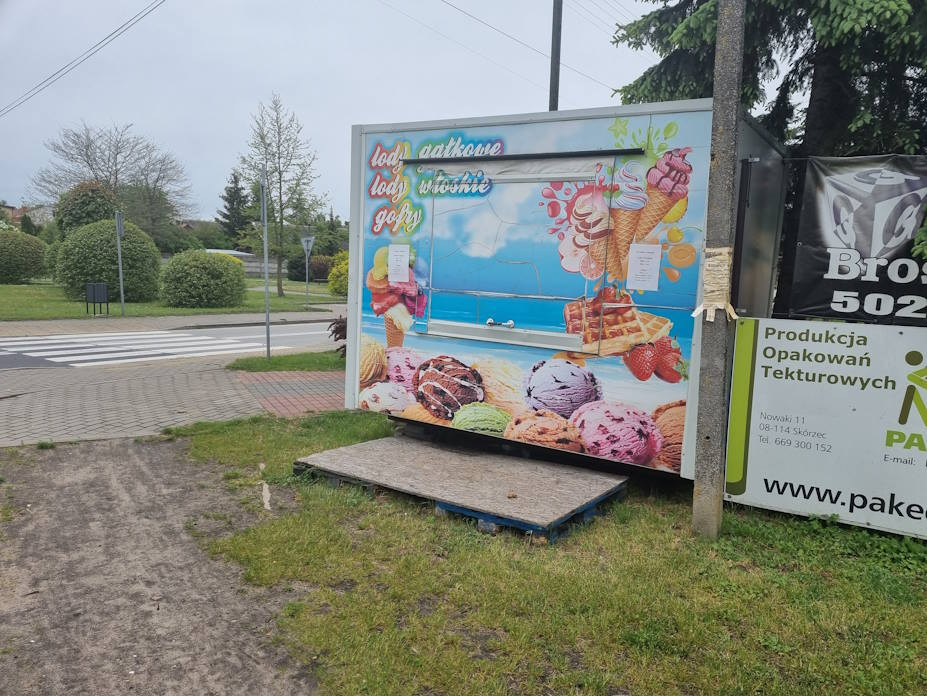 lody gałkowe
lody włoskie
gofry
Bros
502
Produkcja
Opakowań
Tekturowych
Nowaki 11
08-114 Skórzec
Tel. 669 300 152
PA
E-mail:
www.pake